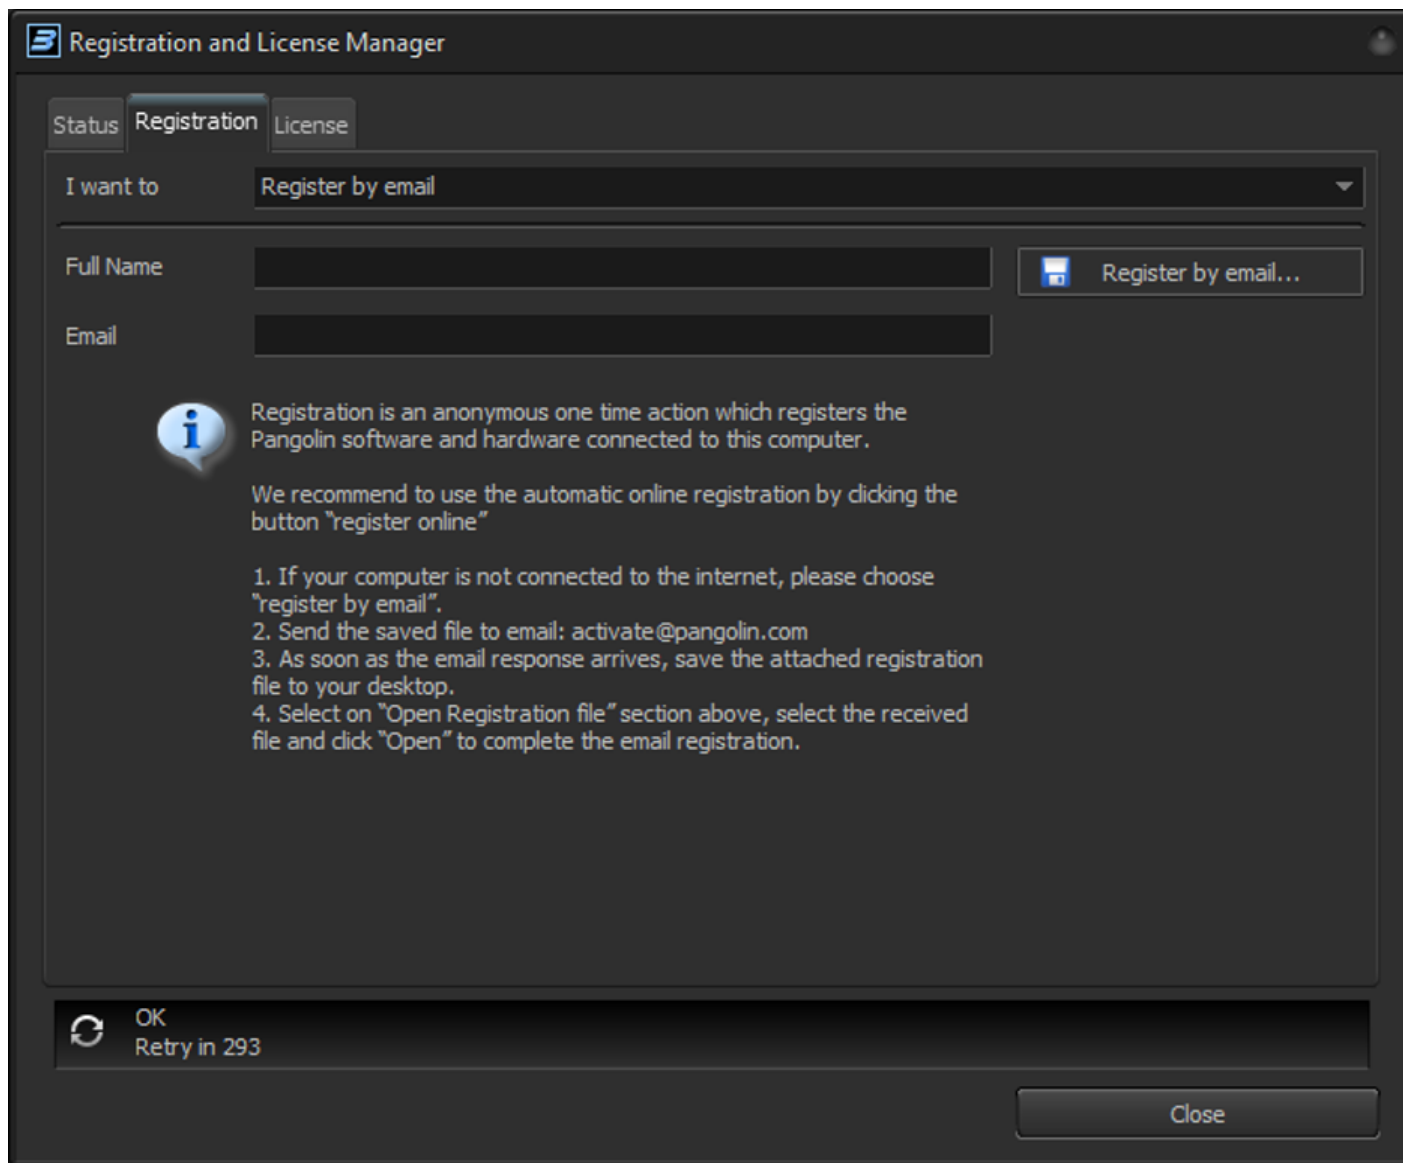 Registration and License Manager
Status Registration License
I want to Register by email
Full Name Register by email...
Email
Registration is an anonymous one time action which registers the
Pangolin software and hardware connected to this computer.
We recommend to use the automatic online registration by clicking the
button “register online”
1. If your computer is not connected to the internet, please choose
“register by email”.
2. Send the saved file to email: activate@pangolin.com
3. As soon as the email response arrives, save the attached registration
file to your desktop.
4. Select on “Open Registration file” section above, select the received
file and click “Open” to complete the email registration.
OK
Retry in 293
Close